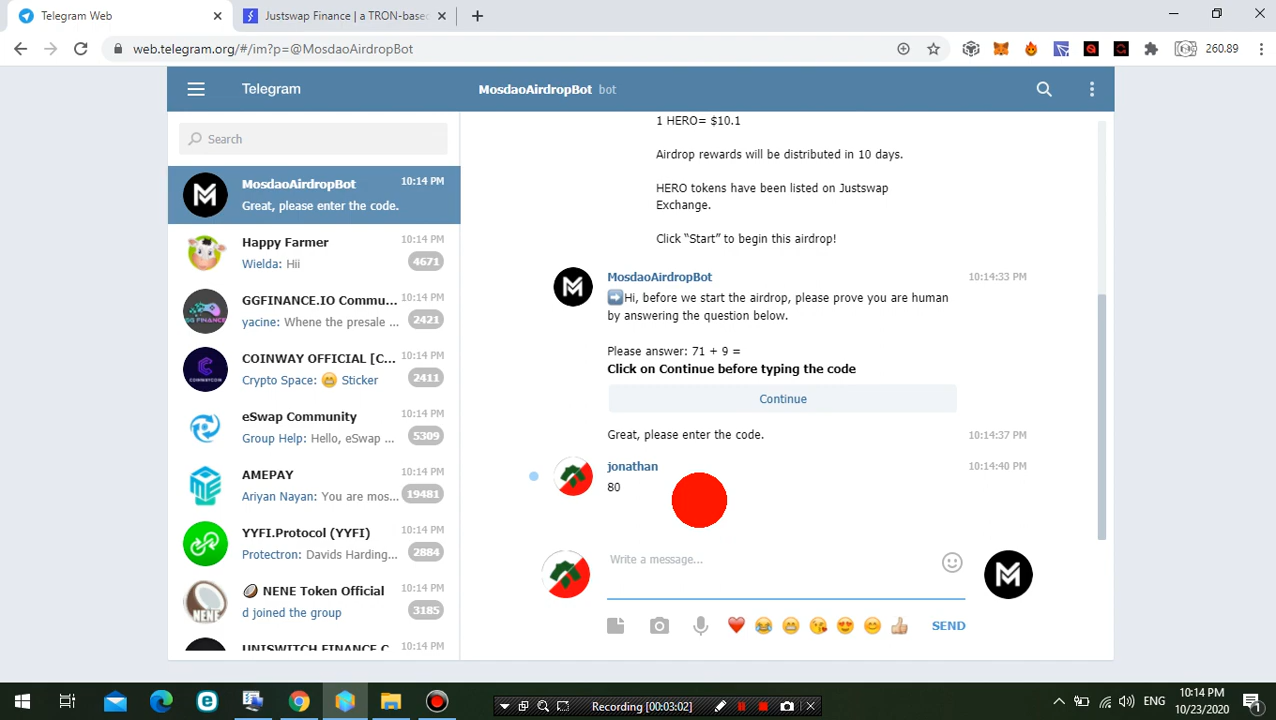 Telegram Web
Justswap Finance | a TRON-based
web.telegram.org/#/im?p=@MosdaoAirdropBot
260.89
Telegram
MosdaoAirdropBot bot
Search
MosdaoAirdropBot 10:14 PM
Great, please enter the code.
Happy Farmer 10:14 PM
Wielda: Hii 4671
GGFINANCE.IO Commu... 10:14 PM
yacine: Whene the presale ... 2421
COINWAY OFFICIAL [C... 10:14 PM
Crypto Space: 😁 Sticker 2411
eSwap Community 10:14 PM
Group Help: Hello, eSwap ... 5309
AMEPAY 10:14 PM
Ariyan Nayan: You are mos... 19481
YYFI.Protocol (YYFI) 10:14 PM
Protectron: Davids Harding... 2884
🥥 NENE Token Official 10:14 PM
d joined the group 3185
UNISWITCH FINANCE C 10:14 PM
1 HERO= $10.1
Airdrop rewards will be distributed in 10 days.
HERO tokens have been listed on Justswap
Exchange.
Click “Start” to begin this airdrop!
MosdaoAirdropBot 10:14:33 PM
➡️Hi, before we start the airdrop, please prove you are human
by answering the question below.
Please answer: 71 + 9 =
Click on Continue before typing the code
Continue
Great, please enter the code. 10:14:37 PM
jonathan 10:14:40 PM
80
Write a message...
SEND
Recording [00:03:02]
ENG
10:14 PM
10/23/2020